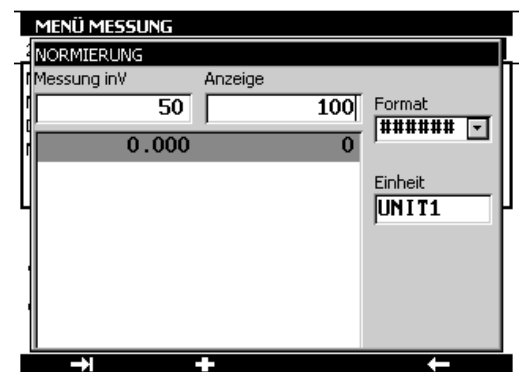 MENÜ MESSUNG
NORMIERUNG
Messung inV Anzeige
50 100
Format
######
0.000 0
Einheit
UNIT1